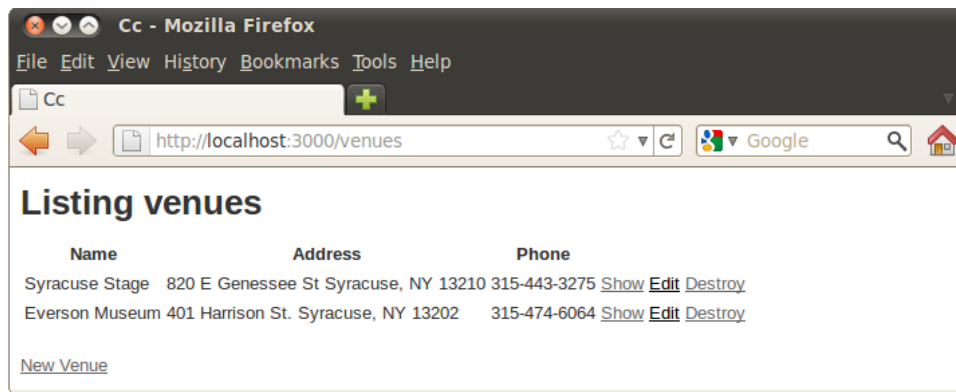 Cc - Mozilla Firefox
File Edit View History Bookmarks Tools Help
Cc
http://localhost:3000/venues Google
Listing venues
Name Address Phone
Syracuse Stage 820 E Genessee St Syracuse, NY 13210 315-443-3275 Show Edit Destroy
Everson Museum 401 Harrison St. Syracuse, NY 13202 315-474-6064 Show Edit Destroy
New Venue